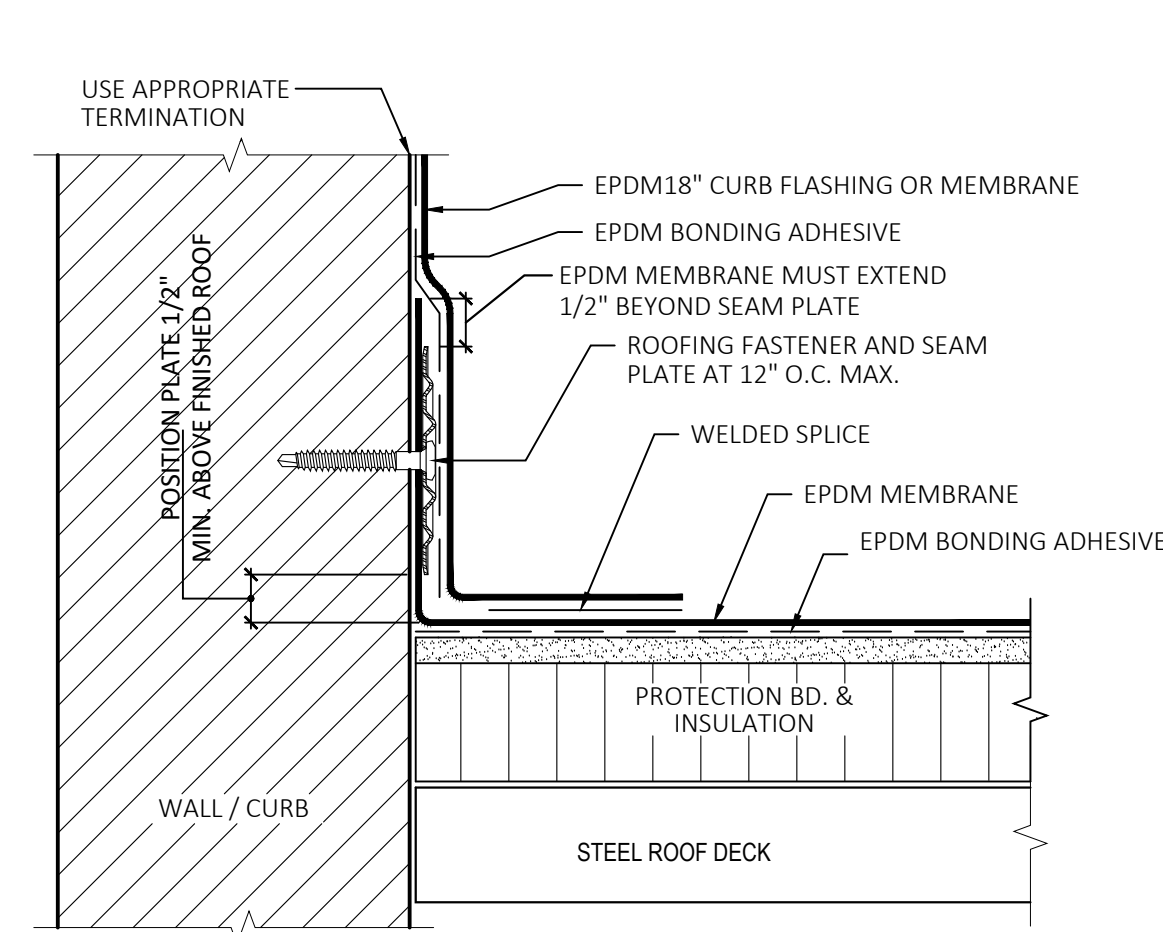 USE APPROPRIATE
TERMINATION
EPDM18" CURB FLASHING OR MEMBRANE
EPDM BONDING ADHESIVE
EPDM MEMBRANE MUST EXTEND
1/2" BEYOND SEAM PLATE
ROOFING FASTENER AND SEAM
PLATE AT 12" O.C. MAX.
POSITION PLATE 1/2"
MIN. ABOVE FINISHED ROOF
WELDED SPLICE
EPDM MEMBRANE
EPDM BONDING ADHESIVE
PROTECTION BD. &
INSULATION
WALL / CURB
STEEL ROOF DECK